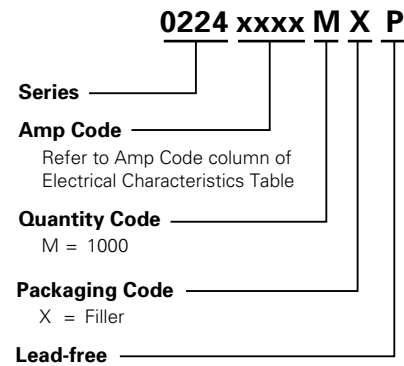 0224 xxxx M X P
Series
Amp Code
Refer to Amp Code column of
Electrical Characteristics Table
Quantity Code
M = 1000
Packaging Code
X = Filler
Lead-free